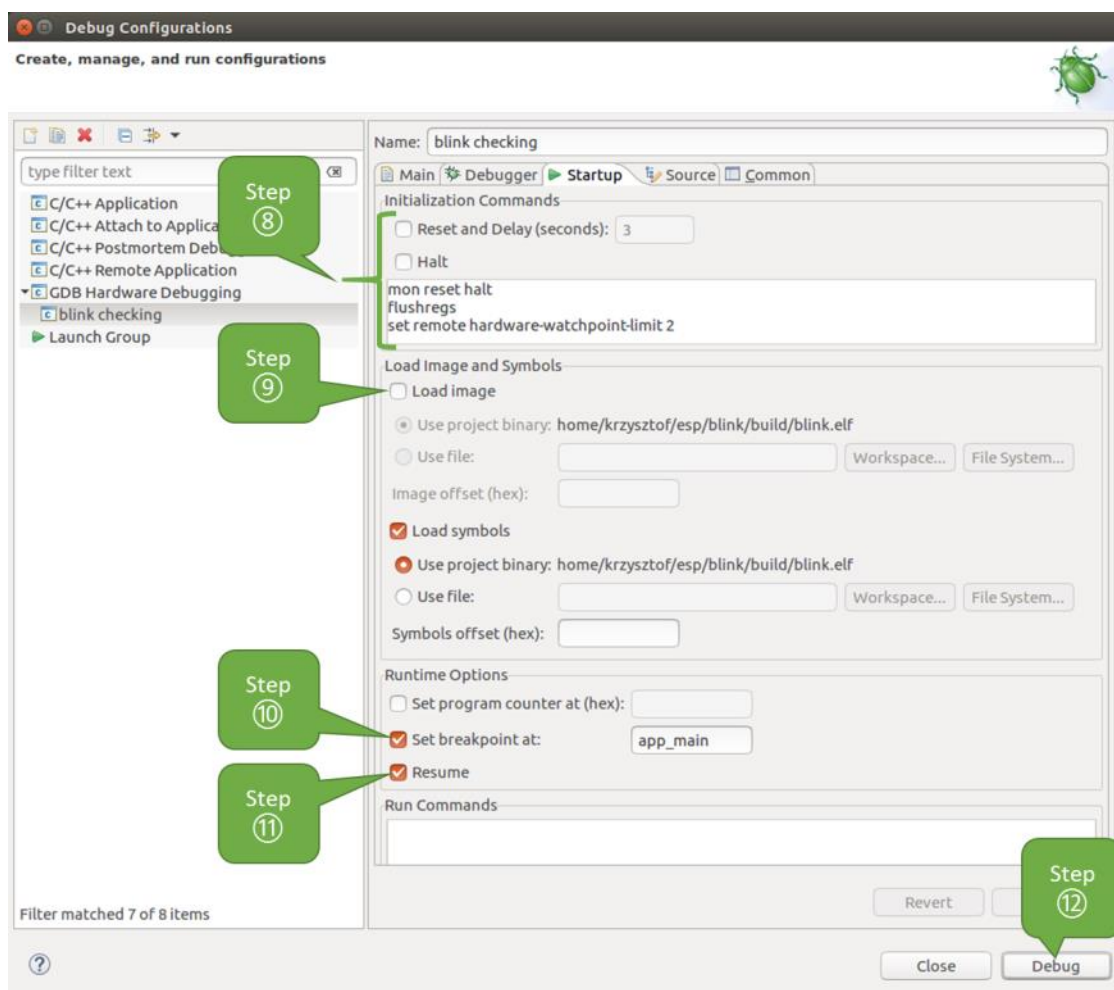 Debug Configurations
Create, manage, and run configurations
type filter text
C/C++ Application
C/C++ Attach to Applica
C/C++ Postmortem Debu
C/C++ Remote Application
GDB Hardware Debugging
blink checking
Launch Group
Filter matched 7 of 8 items
Name: blink checking
Main Debugger Startup Source Common
Initialization Commands
Reset and Delay (seconds): 3
Halt
mon reset halt
flushregs
set remote hardware-watchpoint-limit 2
Load Image and Symbols
Load image
Use project binary: home/krzysztof/esp/blink/build/blink.elf
Use file: Workspace... File System...
Image offset (hex):
Load symbols
Use project binary: home/krzysztof/esp/blink/build/blink.elf
Use file: Workspace... File System...
Symbols offset (hex):
Runtime Options
Set program counter at (hex):
Set breakpoint at: app_main
Resume
Run Commands
Revert
Close Debug
Step
⑧
Step
⑨
Step
⑩
Step
⑪
Step
⑫